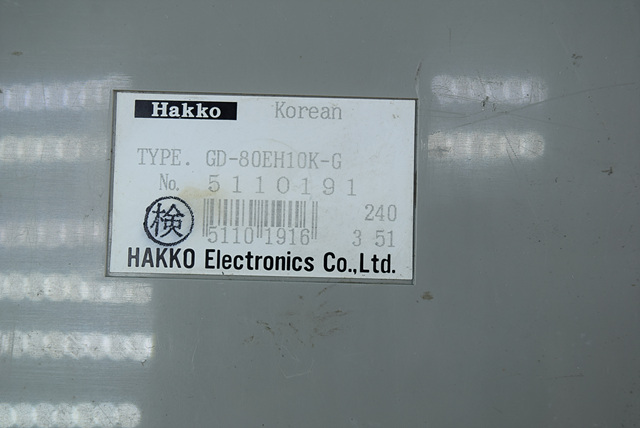 Hakko Korean
TYPE. GD-80EH10K-G
No. 5110191
検 240
5110 1916 3 51
HAKKO Electronics Co.,Ltd.